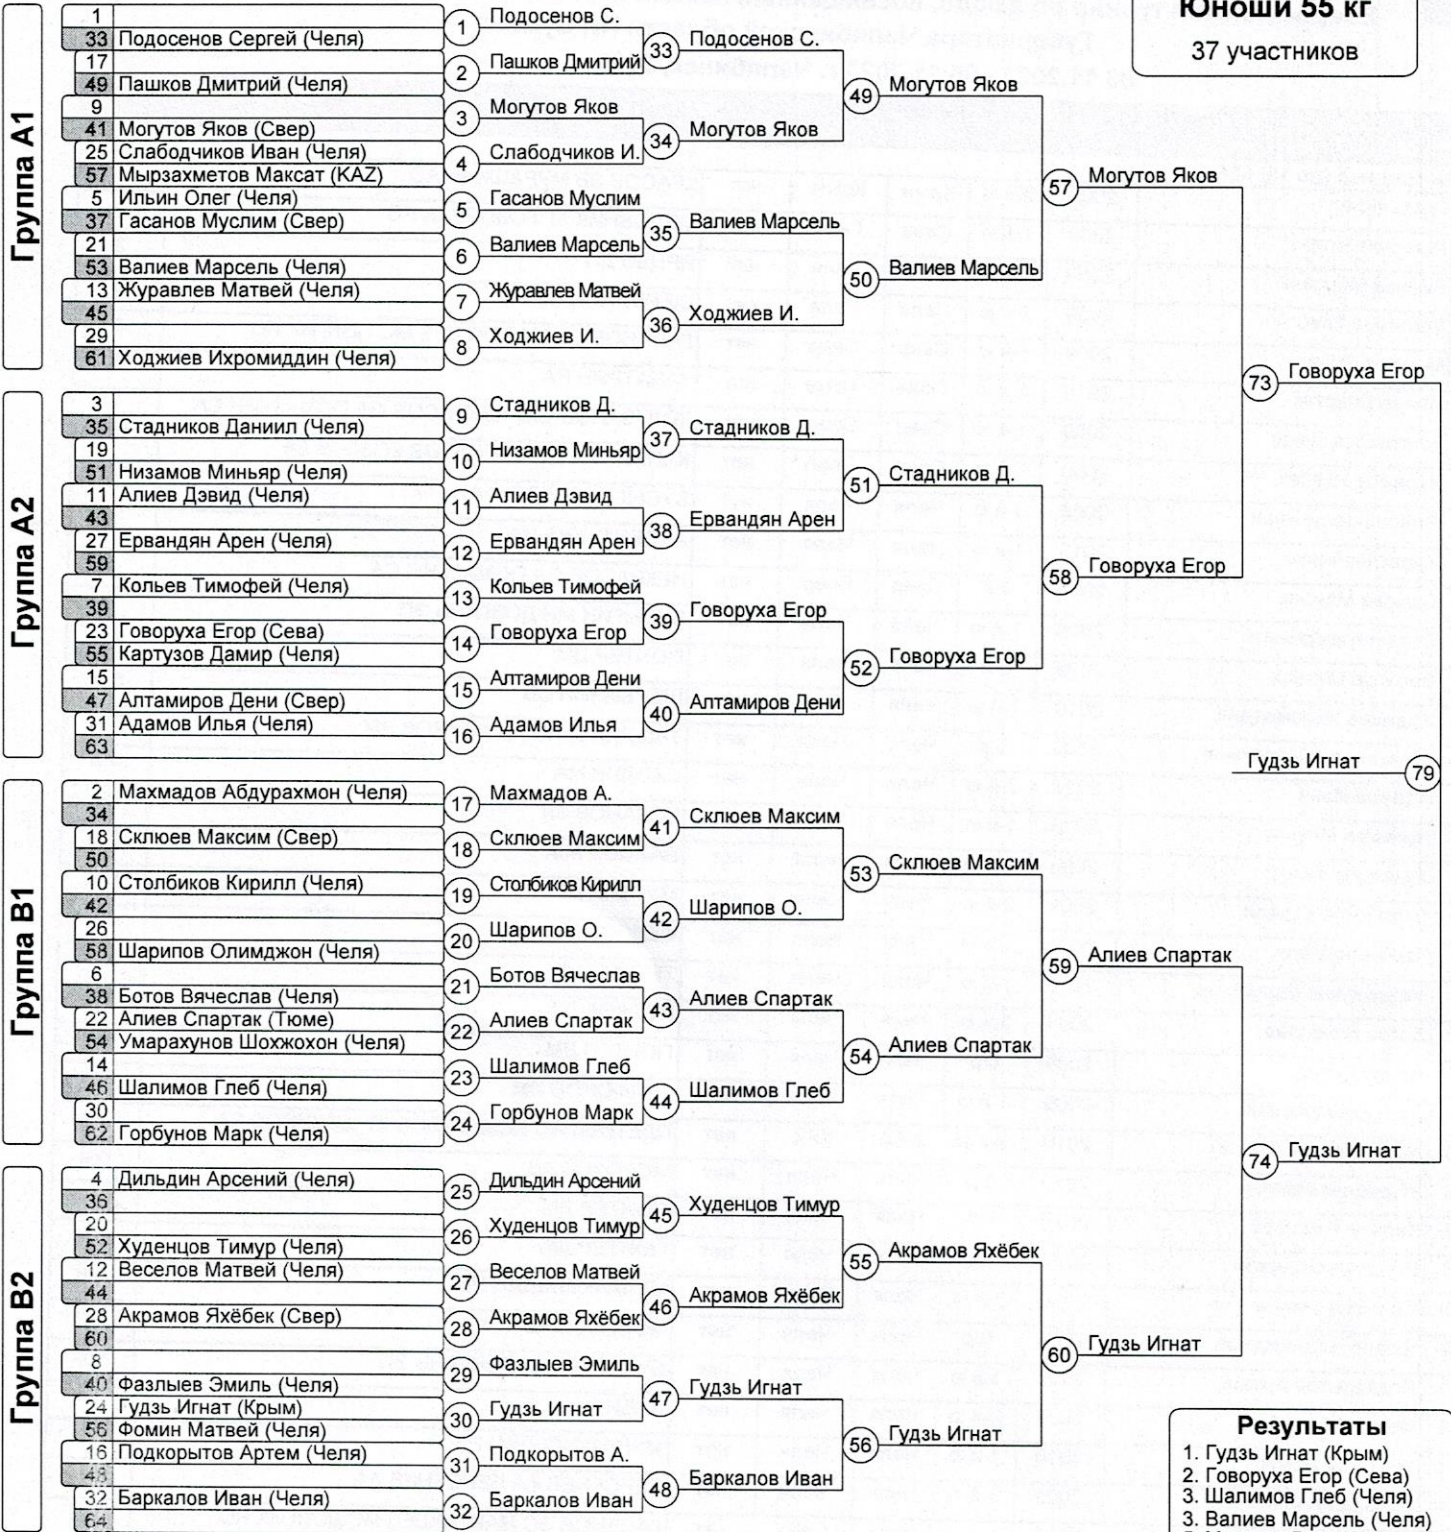 Юноши 55 кг
37 участников
Группа A1
1
33 Подосенов Сергей (Челя)
17
49 Пашков Дмитрий (Челя)
9
41 Могутов Яков (Свер)
25 Слабодчиков Иван (Челя)
57 Мырзахметов Максат (KAZ)
5 Ильин Олег (Челя)
37 Гасанов Муслим (Свер)
21
53 Валиев Марсель (Челя)
13 Журавлев Матвей (Челя)
45
29
61 Ходжиев Ихромиддин (Челя)
1 Подосенов С.
2 Пашков Дмитрий
3 Могутов Яков
4 Слабодчиков И.
5 Гасанов Муслим
6 Валиев Марсель
7 Журавлев Матвей
8 Ходжиев И.
33 Подосенов С.
34 Могутов Яков
35 Валиев Марсель
36 Ходжиев И.
49 Могутов Яков
50 Валиев Марсель
57 Могутов Яков
Группа A2
3
35 Стадников Даниил (Челя)
19
51 Низамов Миньяр (Челя)
11 Алиев Дэвид (Челя)
43
27 Ервандян Арен (Челя)
59
7 Кольев Тимофей (Челя)
39
23 Говоруха Егор (Сева)
55 Картузов Дамир (Челя)
15
47 Алтамиров Дени (Свер)
31 Адамов Илья (Челя)
63
9 Стадников Д.
10 Низамов Миньяр
11 Алиев Дэвид
12 Ервандян Арен
13 Кольев Тимофей
14 Говоруха Егор
15 Алтамиров Дени
16 Адамов Илья
37 Стадников Д.
38 Ервандян Арен
39 Говоруха Егор
40 Алтамиров Дени
51 Стадников Д.
52 Говоруха Егор
58 Говоруха Егор
73 Говоруха Егор
Гудзь Игнат 79
Группа B1
2 Махмадов Абдурахмон (Челя)
34
18 Склюев Максим (Свер)
50
10 Столбиков Кирилл (Челя)
42
26
58 Шарипов Олимджон (Челя)
6
38 Ботов Вячеслав (Челя)
22 Алиев Спартак (Тюме)
54 Умарахунов Шохжохон (Челя)
14
46 Шалимов Глеб (Челя)
30
62 Горбунов Марк (Челя)
17 Махмадов А.
18 Склюев Максим
19 Столбиков Кирилл
20 Шарипов О.
21 Ботов Вячеслав
22 Алиев Спартак
23 Шалимов Глеб
24 Горбунов Марк
41 Склюев Максим
42 Шарипов О.
43 Алиев Спартак
44 Шалимов Глеб
53 Склюев Максим
54 Алиев Спартак
59 Алиев Спартак
Группа B2
4 Дильдин Арсений (Челя)
36
20
52 Худенцов Тимур (Челя)
12 Веселов Матвей (Челя)
44
28 Акрамов Яхёбек (Свер)
60
8
40 Фазлыев Эмиль (Челя)
24 Гудзь Игнат (Крым)
56 Фомин Матвей (Челя)
16 Подкорытов Артем (Челя)
48
32 Баркалов Иван (Челя)
64
25 Дильдин Арсений
26 Худенцов Тимур
27 Веселов Матвей
28 Акрамов Яхёбек
29 Фазлыев Эмиль
30 Гудзь Игнат
31 Подкорытов А.
32 Баркалов Иван
45 Худенцов Тимур
46 Акрамов Яхёбек
47 Гудзь Игнат
48 Баркалов Иван
55 Акрамов Яхёбек
56 Гудзь Игнат
60 Гудзь Игнат
74 Гудзь Игнат
Результаты
1. Гудзь Игнат (Крым)
2. Говоруха Егор (Сева)
3. Шалимов Глеб (Челя)
3. Валиев Марсель (Челя)